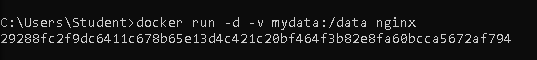 C:\Users\Student>docker run -d -v mydata:/data nginx
29288fc2f9dc6411c678b65e13d4c421c20bf464f3b82e8fa60bcca5672af794